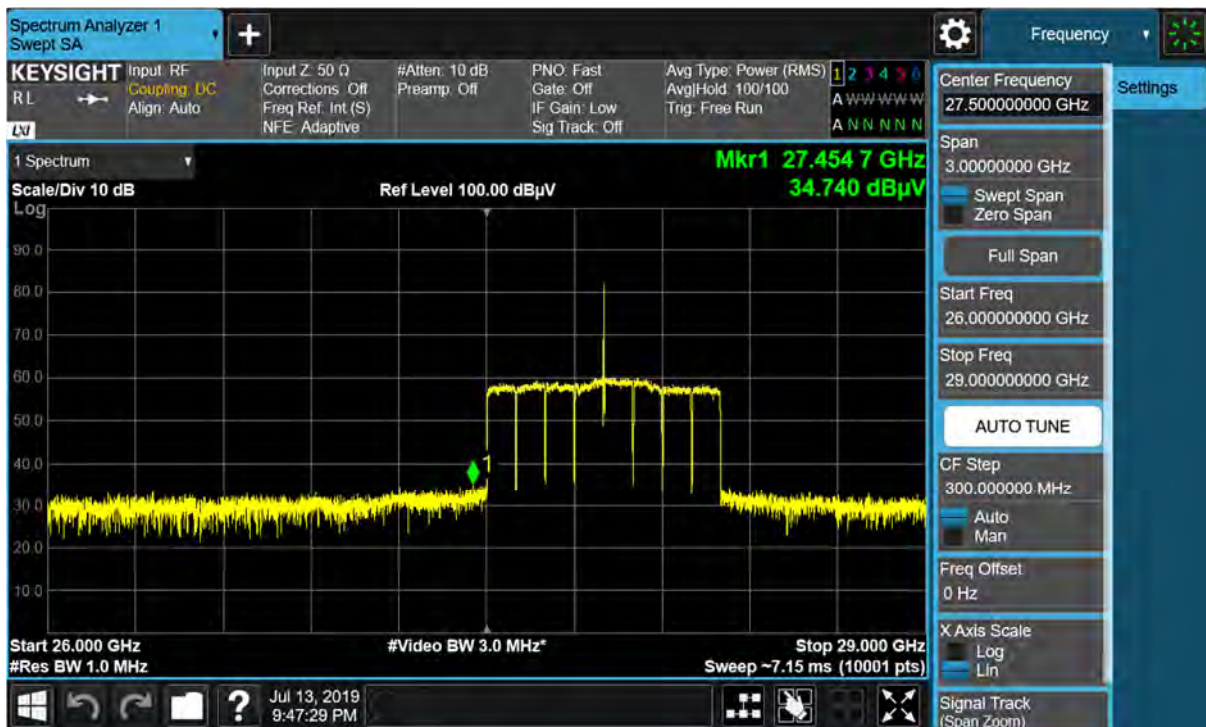 Spectrum Analyzer 1
Swept SA
+
Frequency
KEYSIGHT
RL
LXI
Input: RF
Coupling: DC
Align: Auto
Input Z: 50 Ω
Corrections: Off
Freq Ref: Int (S)
NFE: Adaptive
#Atten: 10 dB
Preamp: Off
PNO: Fast
Gate: Off
IF Gain: Low
Sig Track: Off
Avg Type: Power (RMS)
Avg|Hold: 100/100
Trig: Free Run
1 2 3 4 5 6
A W W W W W
A N N N N N
1 Spectrum
Scale/Div 10 dB
Log
Ref Level 100.00 dBµV
Mkr1 27.454 7 GHz
34.740 dBµV
90.0
80.0
70.0
60.0
50.0
40.0
30.0
20.0
10.0
1
Start 26.000 GHz
#Res BW 1.0 MHz
#Video BW 3.0 MHz*
Stop 29.000 GHz
Sweep ~7.15 ms (10001 pts)
Center Frequency
27.500000000 GHz
Settings
Span
3.00000000 GHz
Swept Span
Zero Span
Full Span
Start Freq
26.000000000 GHz
Stop Freq
29.000000000 GHz
AUTO TUNE
CF Step
300.000000 MHz
Auto
Man
Freq Offset
0 Hz
X Axis Scale
Log
Lin
Signal Track
(Span Zoom)
?
Jul 13, 2019
9:47:29 PM